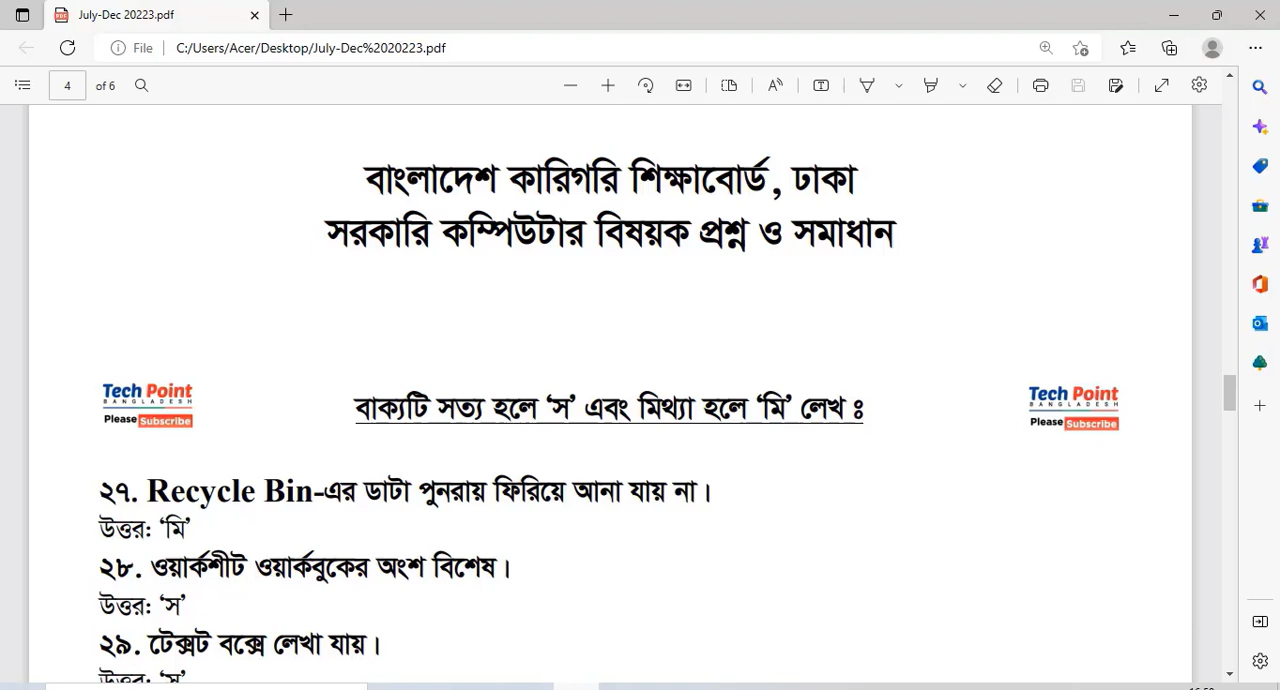 July-Dec 20223.pdf
File C:/Users/Acer/Desktop/July-Dec%2020223.pdf
4 of 6
বাংলাদেশ কারিগরি শিক্ষাবোর্ড, ঢাকা
সরকারি কম্পিউটার বিষয়ক প্রশ্ন ও সমাধান
Tech Point
BANGLADESH
Please Subscribe
বাক্যটি সত্য হলে ‘স’ এবং মিথ্যা হলে ‘মি’ লেখ ঃ
Tech Point
BANGLADESH
Please Subscribe
২৭. Recycle Bin-এর ডাটা পুনরায় ফিরিয়ে আনা যায় না।
উত্তর: ‘মি’
২৮. ওয়ার্কশীট ওয়ার্কবুকের অংশ বিশেষ।
উত্তর: ‘স’
২৯. টেক্সট বক্সে লেখা যায়।
উত্তর: ‘স’